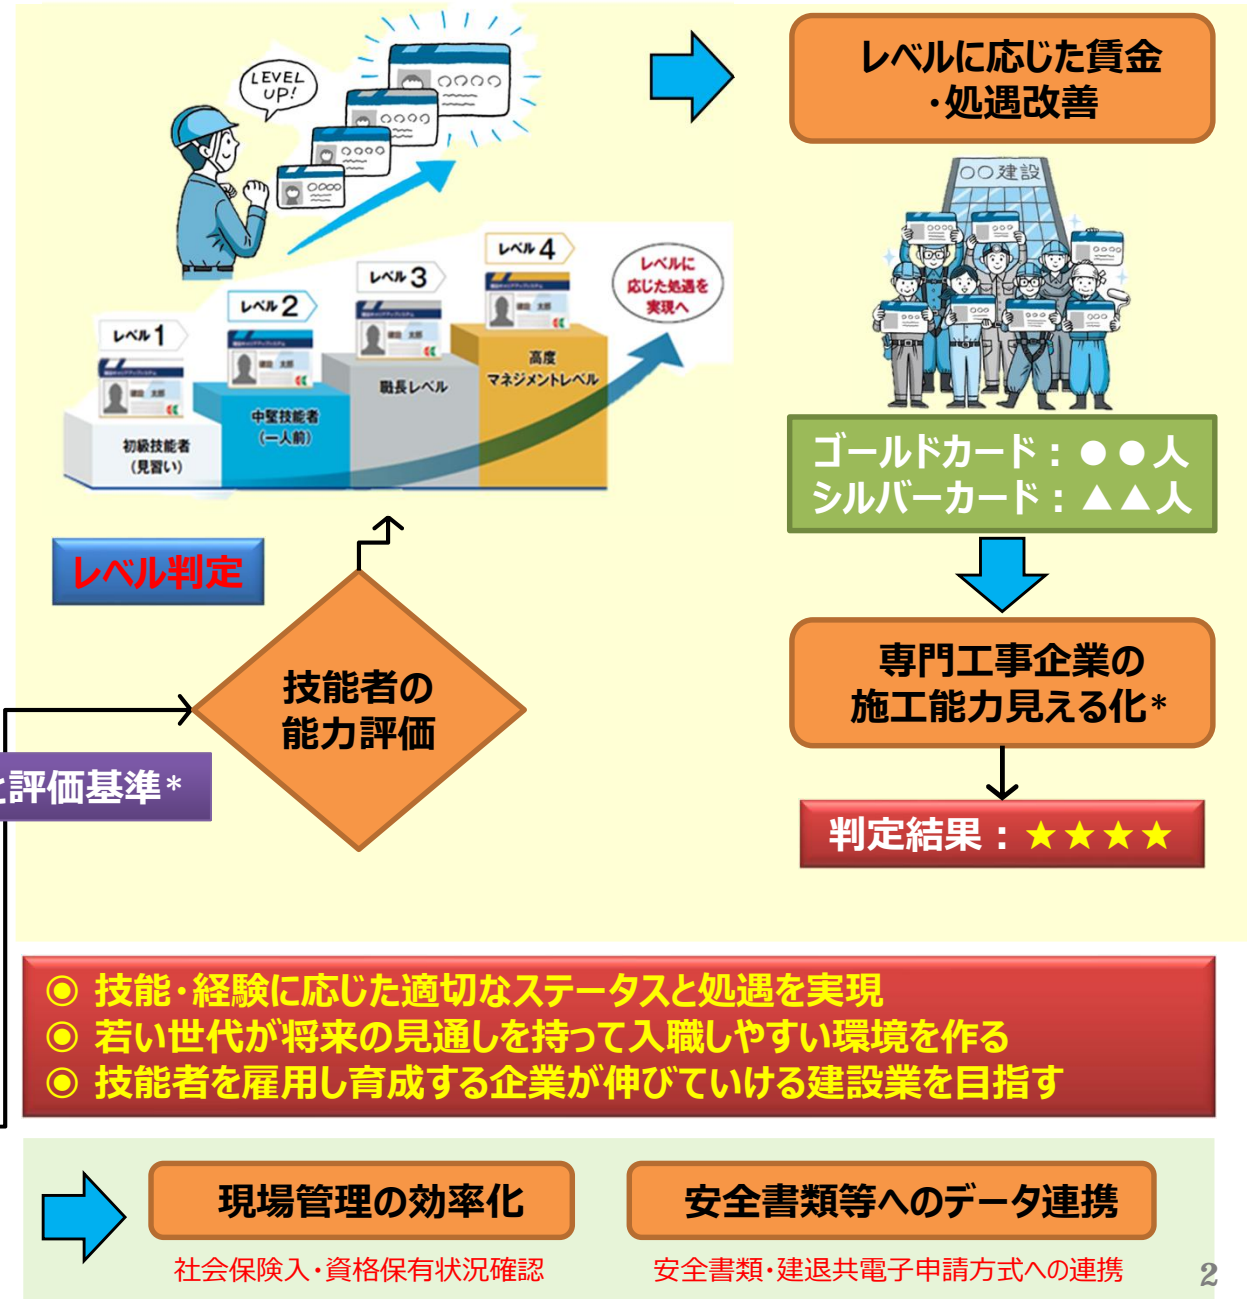 LEVEL
UP!
レベルに応じた賃金
・処遇改善
〇〇建設
レベル 4
レベル 3
レベル 2
レベル 1
レベルに
応じた処遇を
実現へ
高度
マネジメントレベル
職長レベル
中堅技能者
(一人前)
初級技能者
(見習い)
ゴールドカード：●●人
シルバーカード：▲▲人
レベル判定
技能者の
能力評価
専門工事企業の
施工能力見える化*
と評価基準*
判定結果：★★★★
◉ 技能・経験に応じた適切なステータスと処遇を実現
◉ 若い世代が将来の見通しを持って入職しやすい環境を作る
◉ 技能者を雇用し育成する企業が伸びていける建設業を目指す
現場管理の効率化
安全書類等へのデータ連携
社会保険入・資格保有状況確認
安全書類・建退共電子申請方式への連携
2